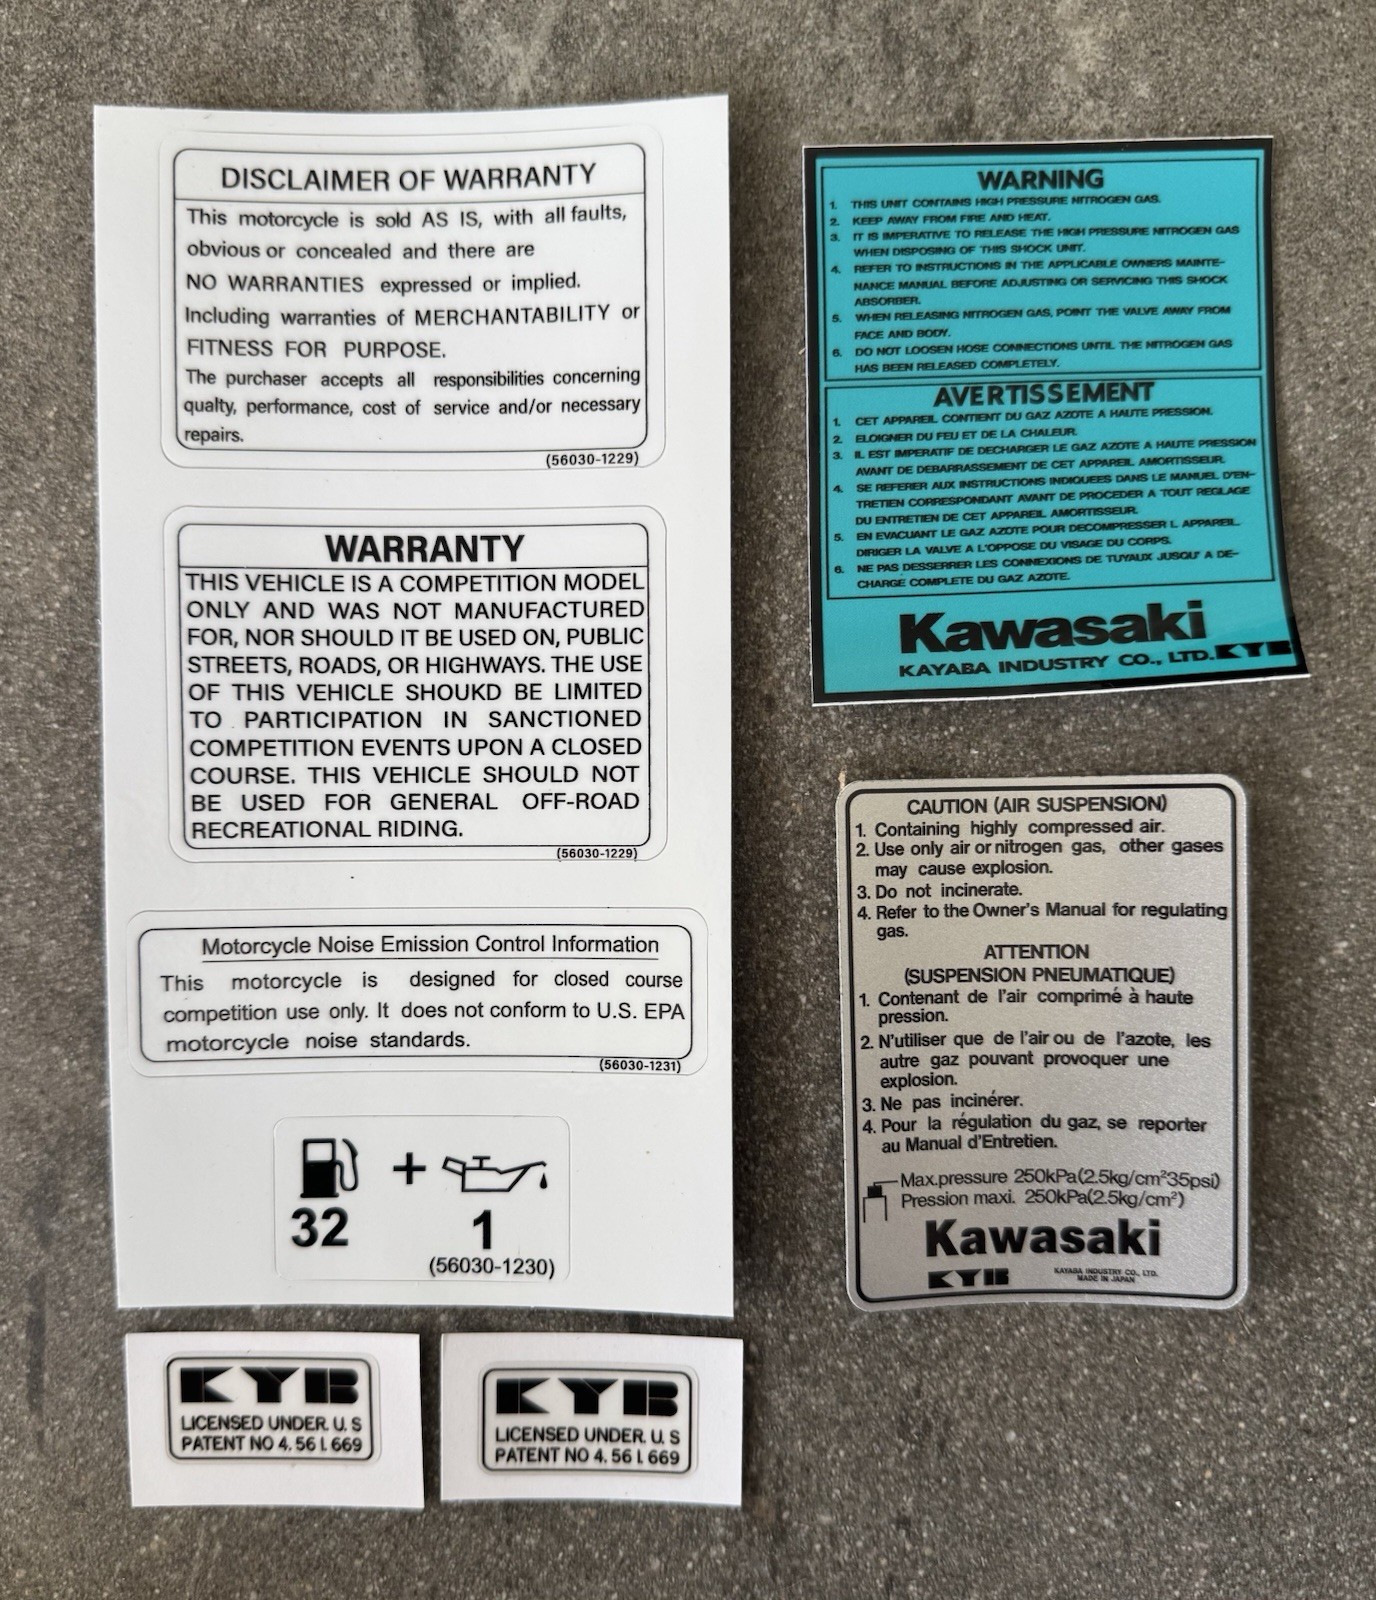 DISCLAIMER OF WARRANTY
This motorcycle is sold AS IS, with all faults,
obvious or concealed and there are
NO WARRANTIES expressed or implied.
Including warranties of MERCHANTABILITY or
FITNESS FOR PURPOSE.
The purchaser accepts all responsibilities concerning
qualty, performance, cost of service and/or necessary
repairs.
(56030-1229)
WARRANTY
THIS VEHICLE IS A COMPETITION MODEL
ONLY AND WAS NOT MANUFACTURED
FOR, NOR SHOULD IT BE USED ON, PUBLIC
STREETS, ROADS, OR HIGHWAYS. THE USE
OF THIS VEHICLE SHOUKD BE LIMITED
TO PARTICIPATION IN SANCTIONED
COMPETITION EVENTS UPON A CLOSED
COURSE. THIS VEHICLE SHOULD NOT
BE USED FOR GENERAL OFF-ROAD
RECREATIONAL RIDING.
(56030-1229)
Motorcycle Noise Emission Control Information
This motorcycle is designed for closed course
competition use only. It does not conform to U.S. EPA
motorcycle noise standards.
(56030-1231)
+
32 1
(56030-1230)
KYB
LICENSED UNDER. U. S
PATENT NO 4. 56 L 669
KYB
LICENSED UNDER. U. S
PATENT NO 4. 56 L 669
WARNING
1. THIS UNIT CONTAINS HIGH PRESSURE NITROGEN GAS.
2. KEEP AWAY FROM FIRE AND HEAT.
3. IT IS IMPERATIVE TO RELEASE THE HIGH PRESSURE NITROGEN GAS
WHEN DISPOSING OF THIS SHOCK UNIT.
4. REFER TO INSTRUCTIONS IN THE APPLICABLE OWNERS MAINTE-
NANCE MANUAL BEFORE ADJUSTING OR SERVICING THIS SHOCK
ABSORBER.
5. WHEN RELEASING NITROGEN GAS, POINT THE VALVE AWAY FROM
FACE AND BODY.
6. DO NOT LOOSEN HOSE CONNECTIONS UNTIL THE NITROGEN GAS
HAS BEEN RELEASED COMPLETELY.
AVERTISSEMENT
1. CET APPAREIL CONTIENT DU GAZ AZOTE A HAUTE PRESSION.
2. ELOIGNER DU FEU ET DE LA CHALEUR.
3. IL EST IMPERATIF DE DECHARGER LE GAZ AZOTE A HAUTE PRESSION
AVANT DE DEBARRASSEMENT DE CET APPAREIL AMORTISSEUR.
4. SE REFERER AUX INSTRUCTIONS INDIQUEES DANS LE MANUEL D'EN-
TRETIEN CORRESPONDANT AVANT DE PROCEDER A TOUT REGLAGE
DU ENTRETIEN DE CET APPAREIL AMORTISSEUR.
5. EN EVACUANT LE GAZ AZOTE POUR DECOMPRESSER L APPAREIL.
DIRIGER LA VALVE A L'OPPOSE DU VISAGE DU CORPS.
6. NE PAS DESSERRER LES CONNEXIONS DE TUYAUX JUSQU' A DE-
CHARGE COMPLETE DU GAZ AZOTE.
Kawasaki
KAYABA INDUSTRY CO., LTD. KYB
CAUTION (AIR SUSPENSION)
1. Containing highly compressed air.
2. Use only air or nitrogen gas, other gases
may cause explosion.
3. Do not incinerate.
4. Refer to the Owner's Manual for regulating
gas.
ATTENTION
(SUSPENSION PNEUMATIQUE)
1. Contenant de l'air comprimé à haute
pression.
2. N'utiliser que de l'air ou de l'azote, les
autre gaz pouvant provoquer une
explosion.
3. Ne pas incinérer.
4. Pour la régulation du gaz, se reporter
au Manual d'Entretien.
Max.pressure 250kPa(2.5kg/cm²35psi)
Pression maxi. 250kPa(2.5kg/cm²)
Kawasaki
KYB KAYABA INDUSTRY CO., LTD.
MADE IN JAPAN